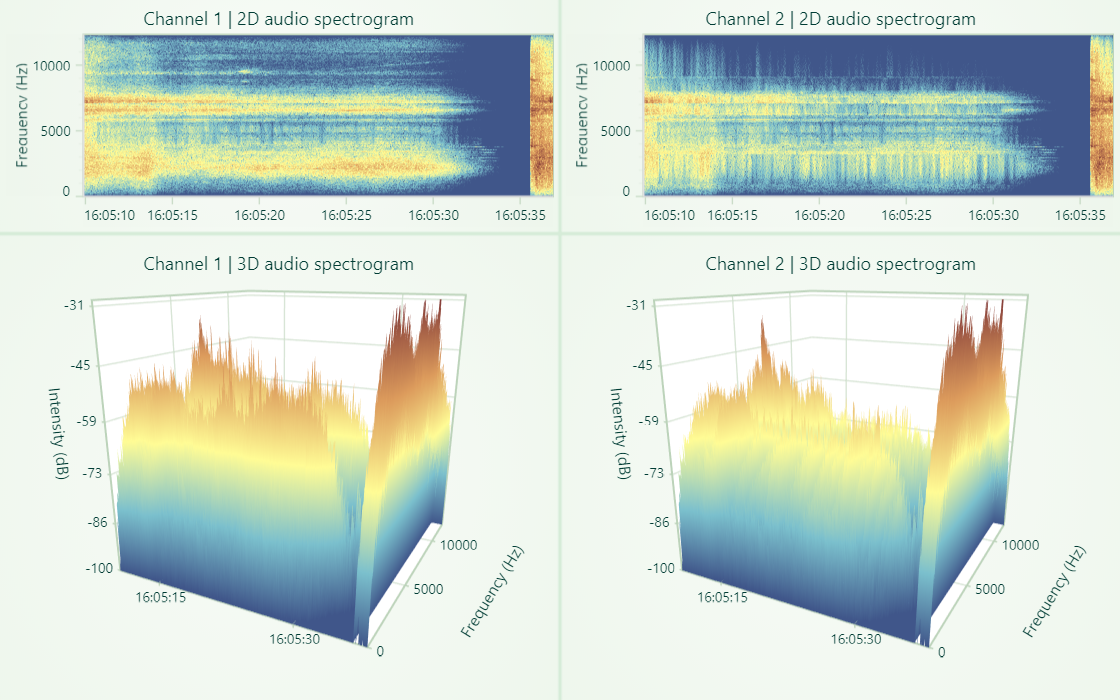 Channel 1 | 2D audio spectrogram
Frequency (Hz)
10000
5000
0
16:05:10 16:05:15 16:05:20 16:05:25 16:05:30 16:05:35
Channel 2 | 2D audio spectrogram
Frequency (Hz)
10000
5000
0
16:05:10 16:05:15 16:05:20 16:05:25 16:05:30 16:05:35
Channel 1 | 3D audio spectrogram
-31
-45
-59
-73
-86
-100
Intensity (dB)
16:05:15
16:05:30
0
5000
10000
Frequency (Hz)
Channel 2 | 3D audio spectrogram
-31
-45
-59
-73
-86
-100
Intensity (dB)
16:05:15
16:05:30
0
5000
10000
Frequency (Hz)